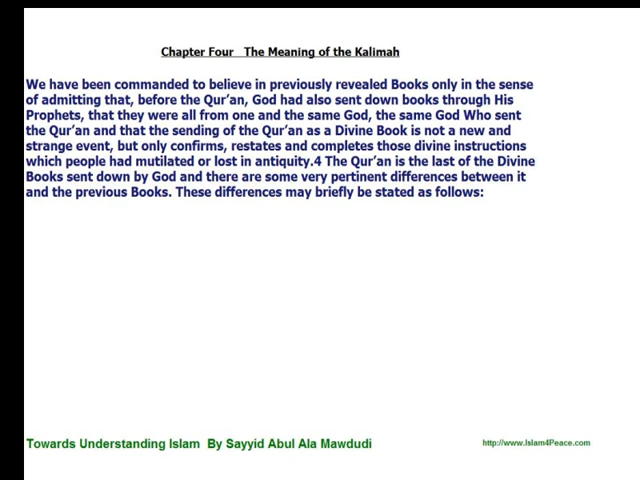 Chapter Four   The Meaning of the Kalimah
We have been commanded to believe in previously revealed Books only in the sense
of admitting that, before the Qur’an, God had also sent down books through His
Prophets, that they were all from one and the same God, the same God Who sent
the Qur’an and that the sending of the Qur’an as a Divine Book is not a new and
strange event, but only confirms, restates and completes those divine instructions
which people had mutilated or lost in antiquity.4 The Qur’an is the last of the Divine
Books sent down by God and there are some very pertinent differences between it
and the previous Books. These differences may briefly be stated as follows:
Towards Understanding Islam  By Sayyid Abul Ala Mawdudi
http://www.Islam4Peace.com